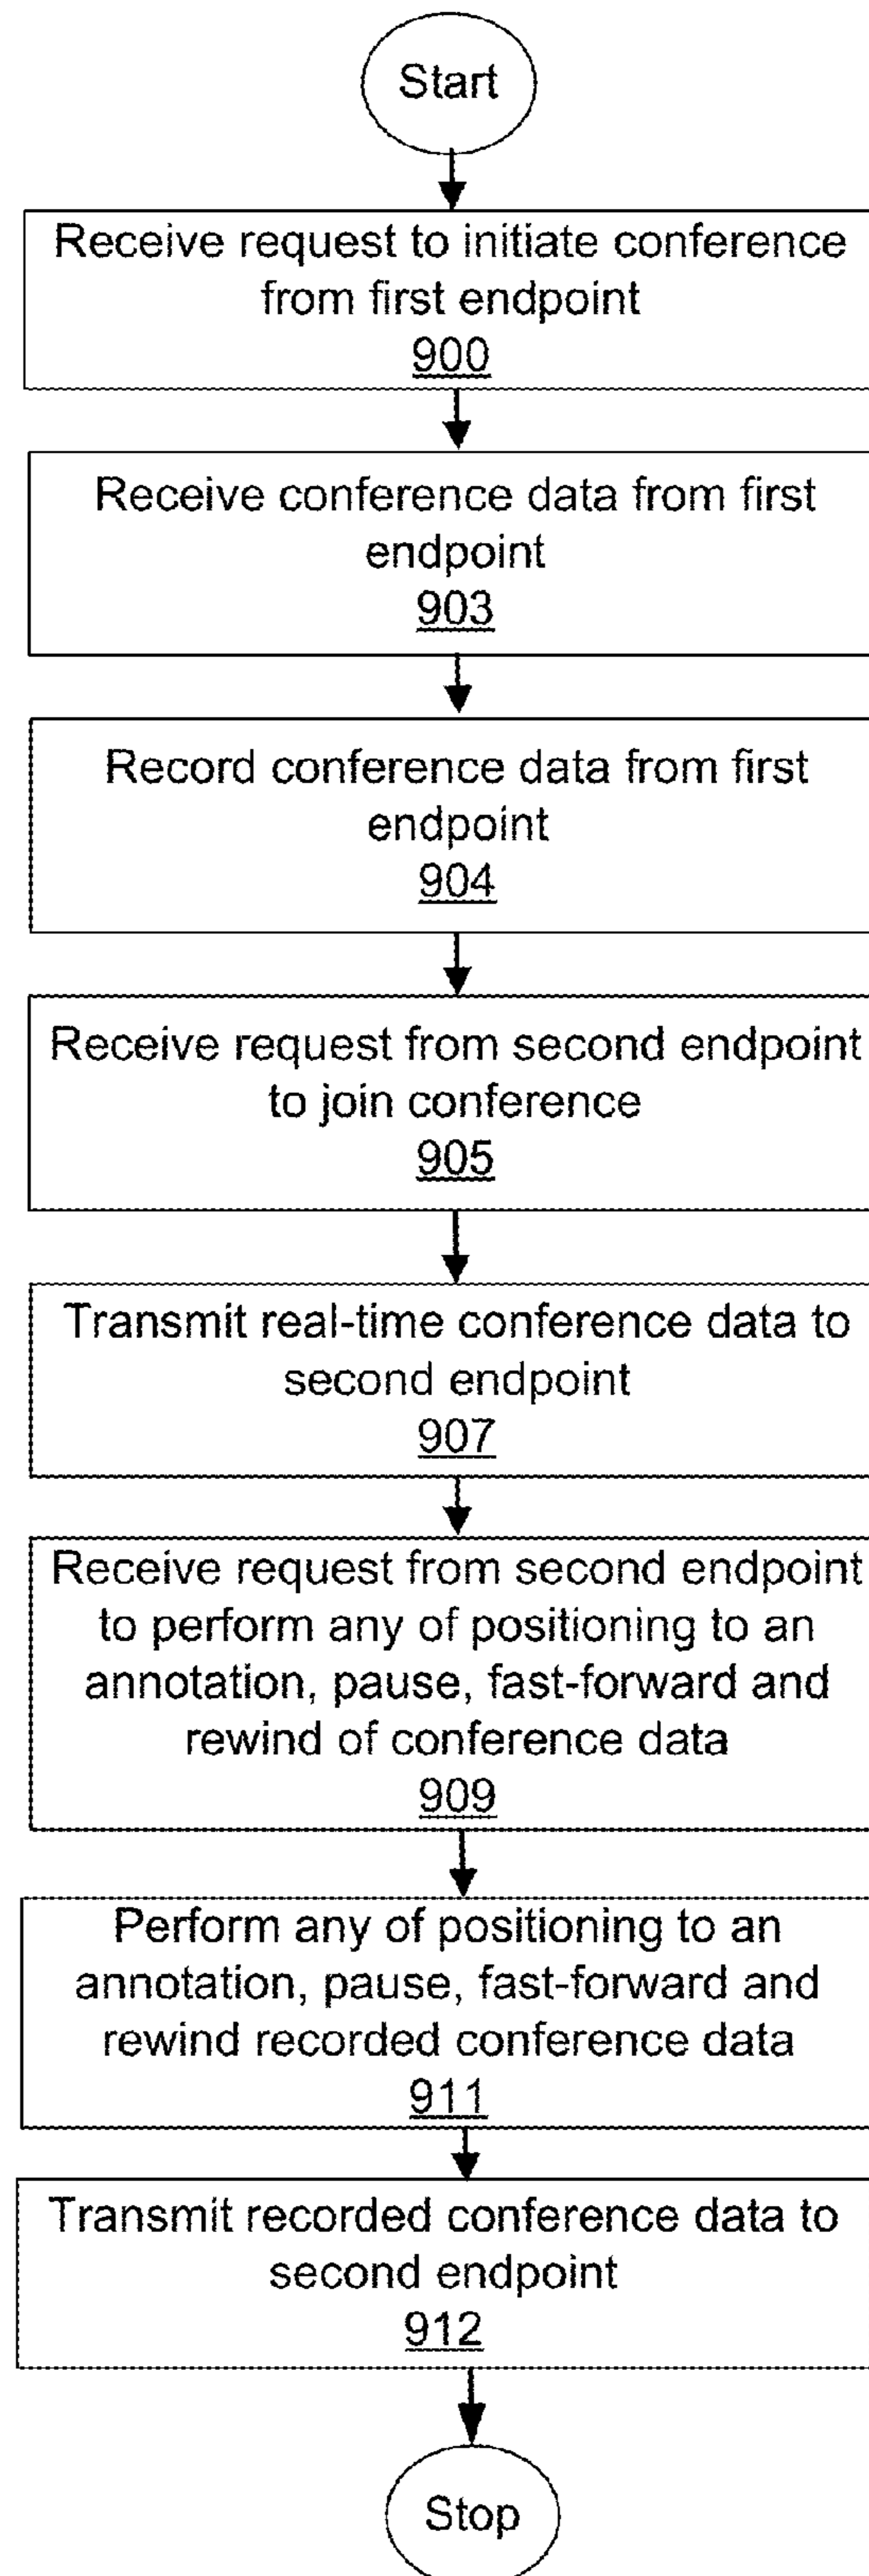 Start
Receive request to initiate conference
from first endpoint
900
Receive conference data from first
endpoint
903
Record conference data from first
endpoint
904
Receive request from second endpoint
to join conference
905
Transmit real-time conference data to
second endpoint
907
Receive request from second endpoint
to perform any of positioning to an
annotation, pause, fast-forward and
rewind of conference data
909
Perform any of positioning to an
annotation, pause, fast-forward and
rewind recorded conference data
911
Transmit recorded conference data to
second endpoint
912
Stop